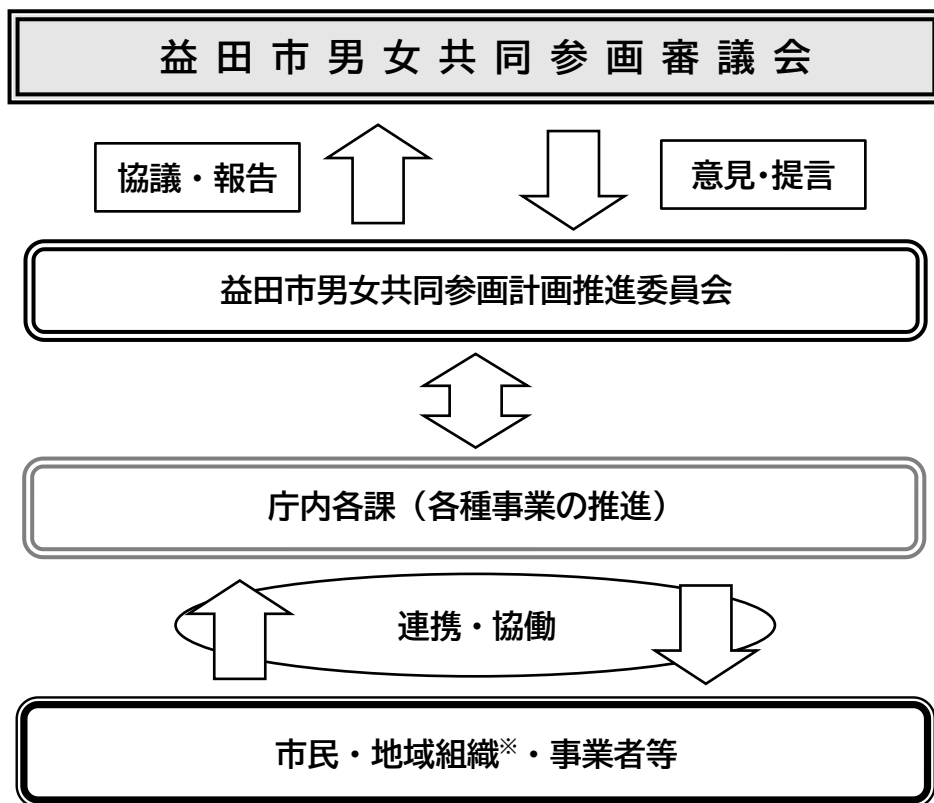 益田市男女共同参画審議会
協議・報告
意見・提言
益田市男女共同参画計画推進委員会
庁内各課（各種事業の推進）
連携・協働
市民・地域組織※・事業者等